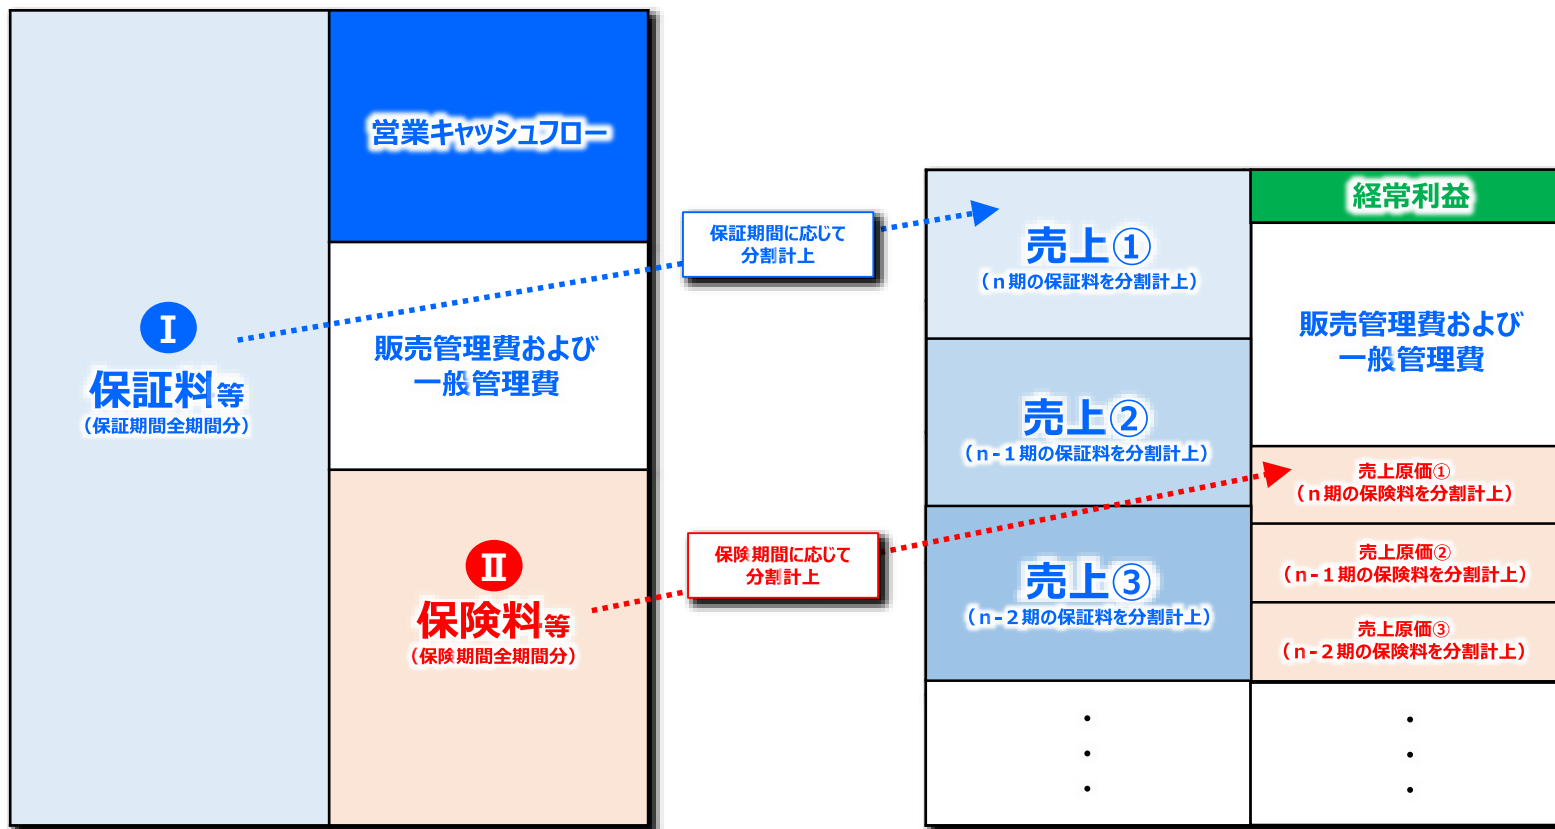 営業キャッシュフロー
Ⅰ
保証料等
（保証期間全期間分）
販売管理費および
一般管理費
Ⅱ
保険料等
（保険期間全期間分）
保証期間に応じて
分割計上
保険期間に応じて
分割計上
売上①
（ｎ期の保証料を分割計上）
売上②
（ｎ-１期の保証料を分割計上）
売上③
（ｎ-２期の保証料を分割計上）
・
・
・
経常利益
販売管理費および
一般管理費
売上原価①
（ｎ期の保険料を分割計上）
売上原価②
（ｎ-１期の保険料を分割計上）
売上原価③
（ｎ-２期の保険料を分割計上）
・
・
・